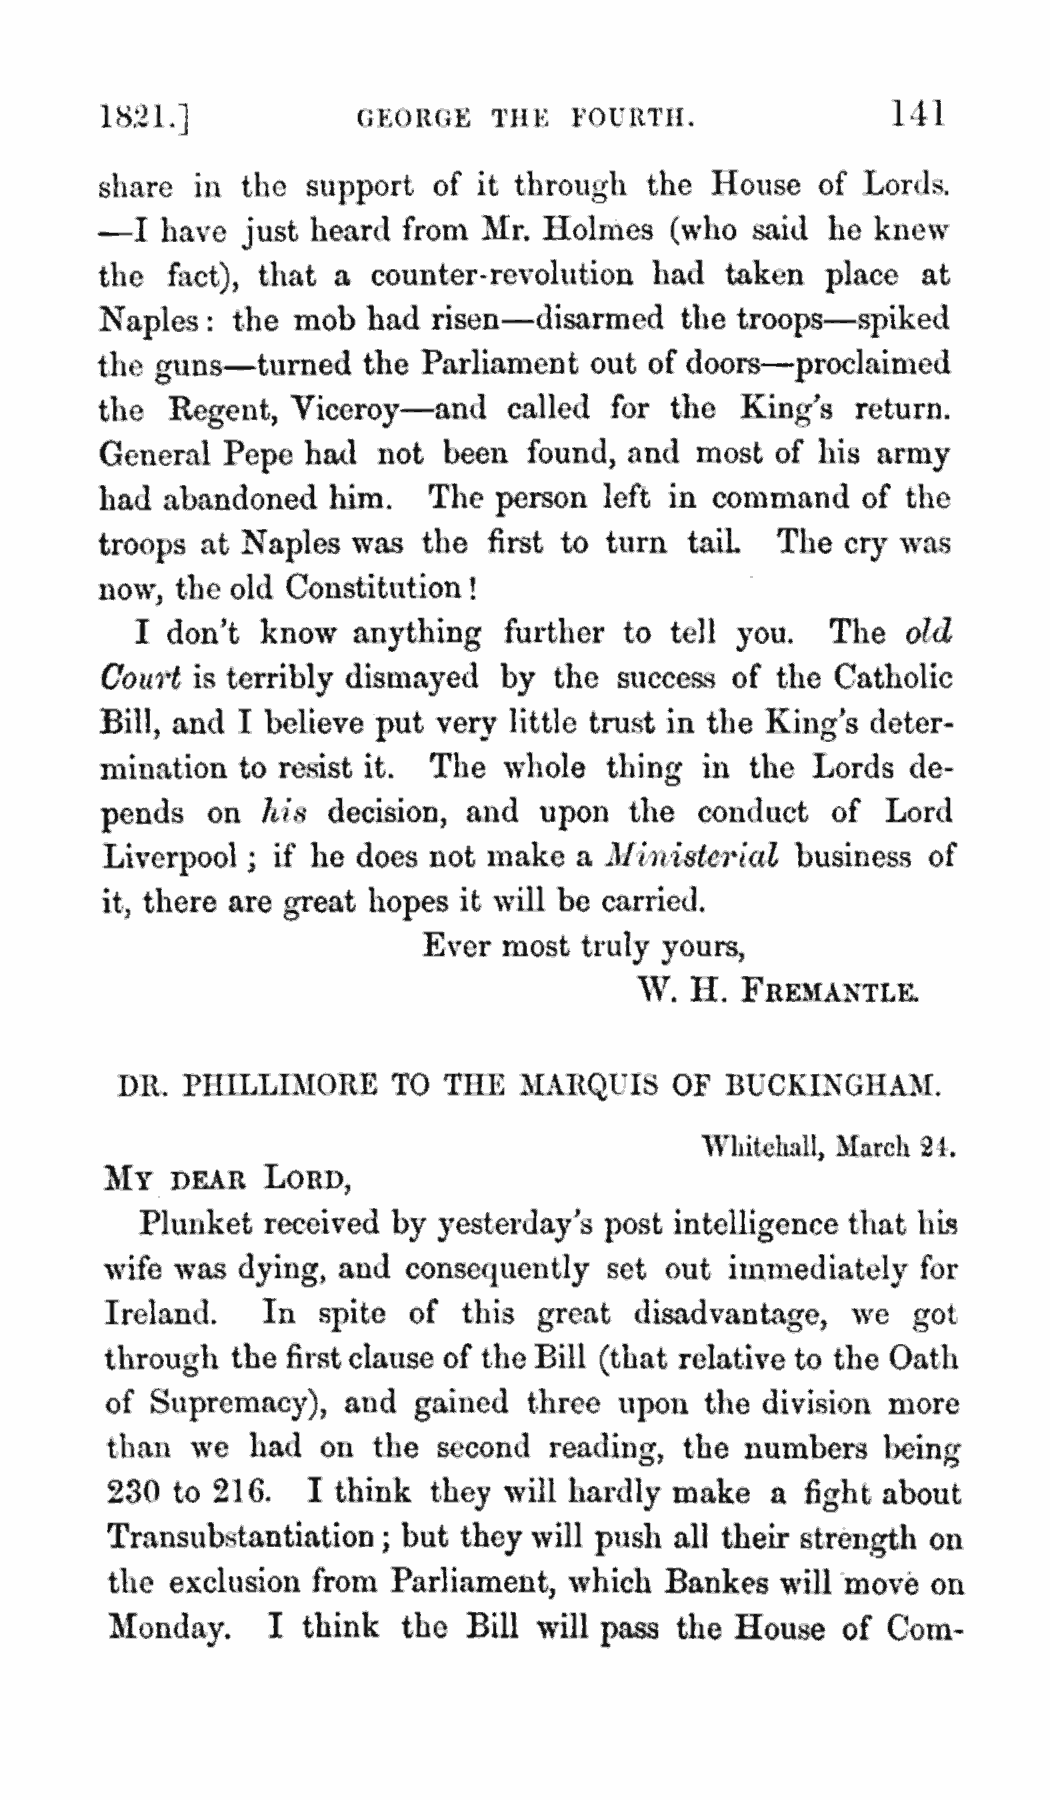 1821.] GEORGE THE FOURTH. 141
share in the support of it through the House of Lords.
—I have just heard from Mr. Holmes (who said he knew
the fact), that a counter-revolution had taken place at
Naples: the mob had risen—disarmed the troops—spiked
the guns—turned the Parliament out of doors—proclaimed
the Regent, Viceroy—and called for the King's return.
General Pepe had not been found, and most of his army
had abandoned him. The person left in command of the
troops at Naples was the first to turn tail. The cry was
now, the old Constitution!
I don't know anything further to tell you. The old
Court is terribly dismayed by the success of the Catholic
Bill, and I believe put very little trust in the King's deter-
mination to resist it. The whole thing in the Lords de-
pends on his decision, and upon the conduct of Lord
Liverpool; if he does not make a Ministerial business of
it, there are great hopes it will be carried.
Ever most truly yours,
W. H. FREMANTLE.
DR. PHILLIMORE TO THE MARQUIS OF BUCKINGHAM.
Whitehall, March 24.
MY DEAR LORD,
Plunket received by yesterday's post intelligence that his
wife was dying, and consequently set out immediately for
Ireland. In spite of this great disadvantage, we got
through the first clause of the Bill (that relative to the Oath
of Supremacy), and gained three upon the division more
than we had on the second reading, the numbers being
230 to 216. I think they will hardly make a fight about
Transubstantiation; but they will push all their strength on
the exclusion from Parliament, which Bankes will move on
Monday. I think the Bill will pass the House of Com-